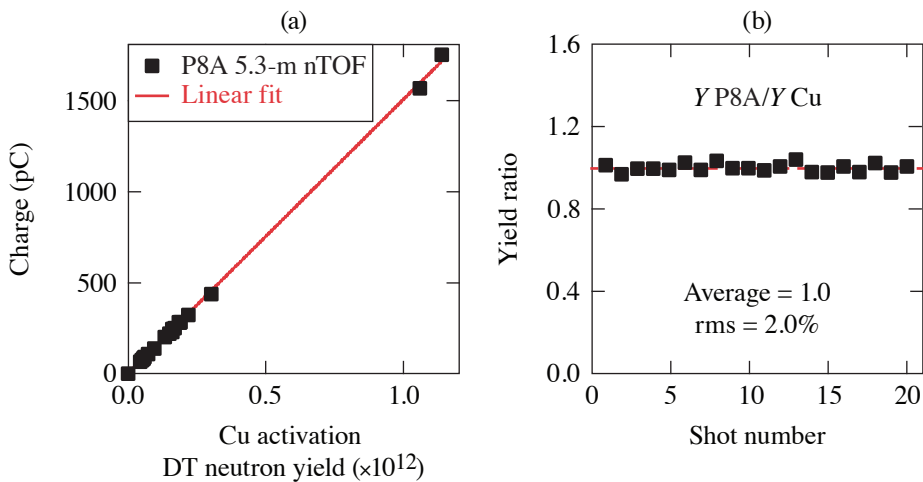 (a)
P8A 5.3-m nTOF
Linear fit
Charge (pC)
1500
1000
500
0
0.0 0.5 1.0
Cu activation
DT neutron yield (×10¹²)
(b)
Y P8A/Y Cu
Yield ratio
1.6
1.2
0.8
0.4
0.0
Average = 1.0
rms = 2.0%
0 5 10 15 20
Shot number